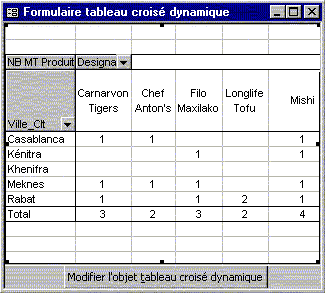 Formulaire tableau croisé dynamique
NB MT Produit Designa
Ville_Clt Carnarvon Tigers Chef Anton's Filo Maxilako Longlife Tofu Mishi
Casablanca 1 1 1
Kénitra 1 1
Khenifra
Meknes 1 1 1 1
Rabat 1 1 2 1
Total 3 2 3 2 4
Modifier l'objet tableau croisé dynamique